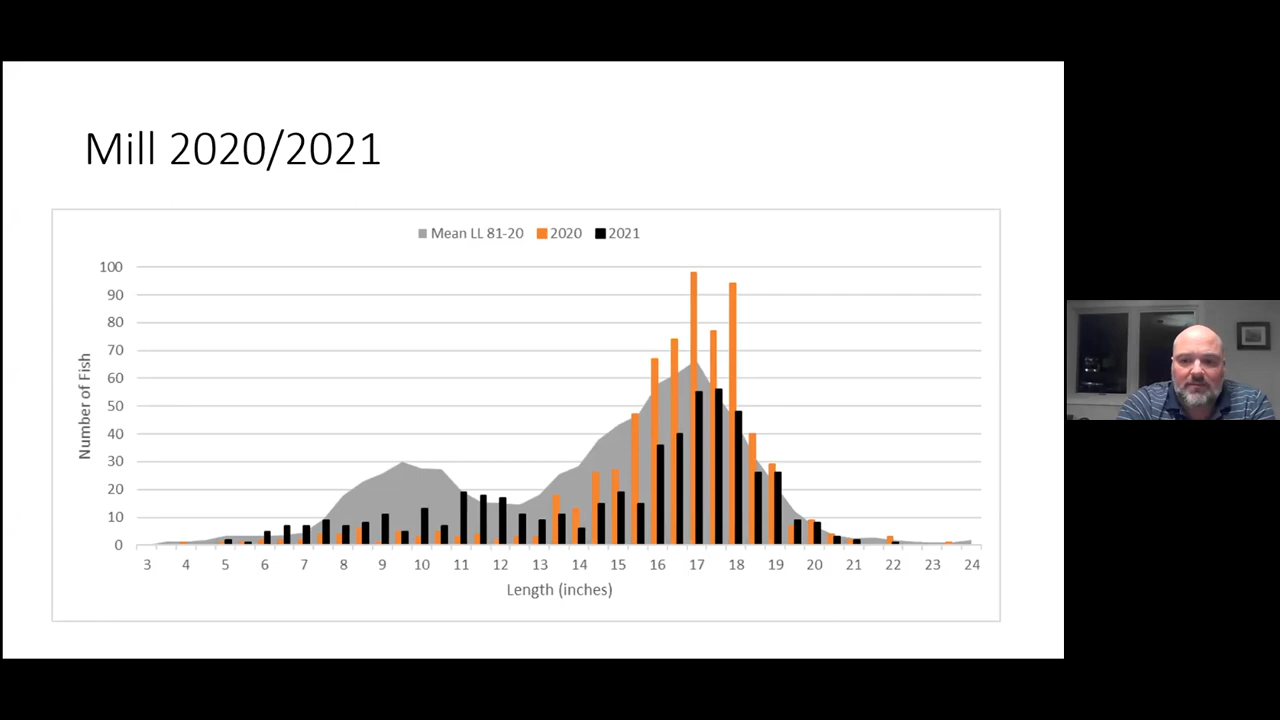 Mill 2020/2021
Mean LL 81-20 2020 2021
100
90
80
70
60
50
40
30
20
10
0
Number of Fish
3 4 5 6 7 8 9 10 11 12 13 14 15 16 17 18 19 20 21 22 23 24
Length (inches)